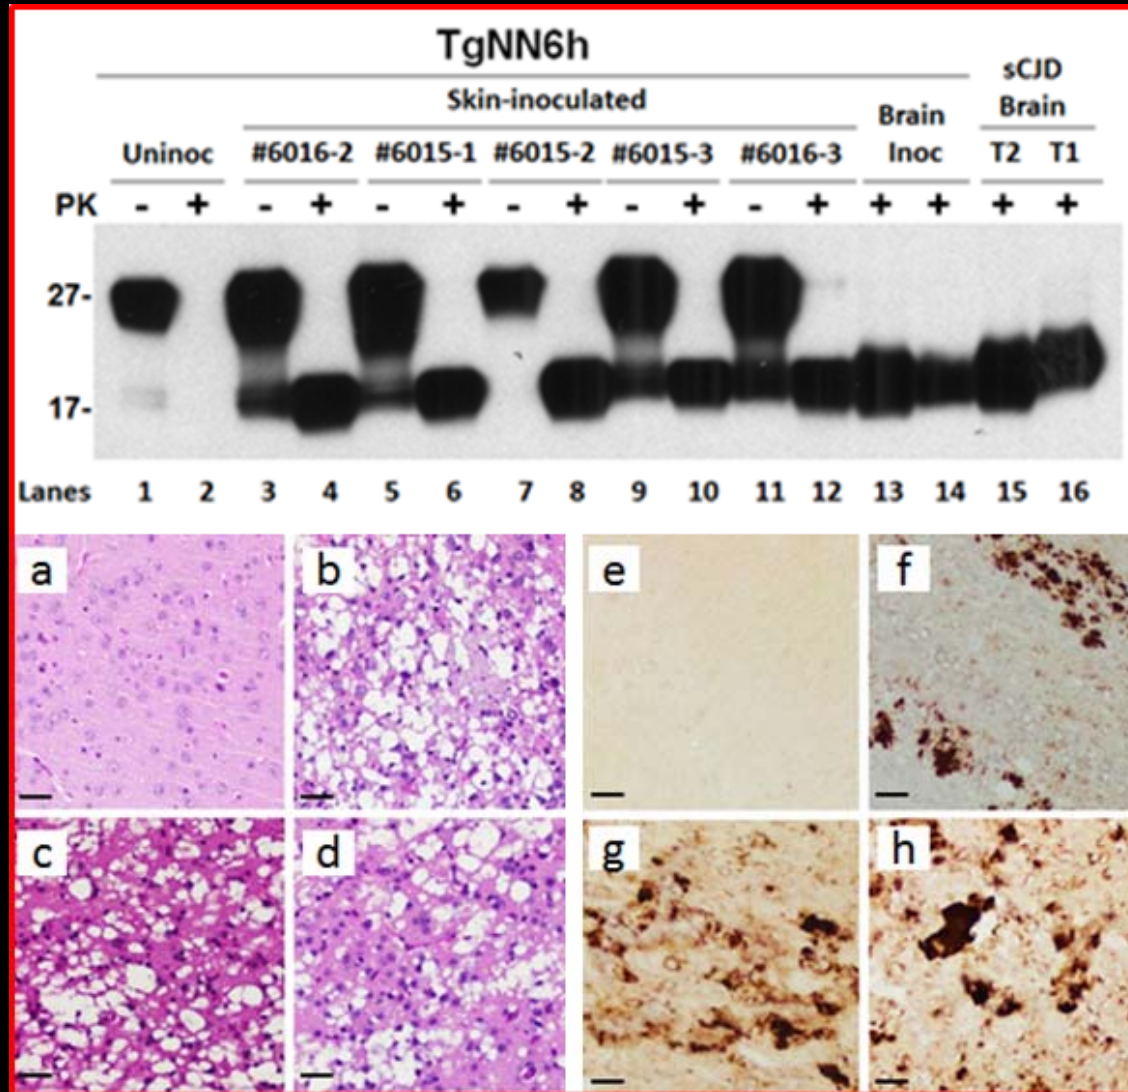 TgNN6h
sCJD
Skin-inoculated
Brain
Brain
Uninoc #6016-2 #6015-1 #6015-2 #6015-3 #6016-3 Inoc T2 T1
PK - + - + - + - + - + - + + + + +
27-
17-
Lanes 1 2 3 4 5 6 7 8 9 10 11 12 13 14 15 16
a b e f
c d g h